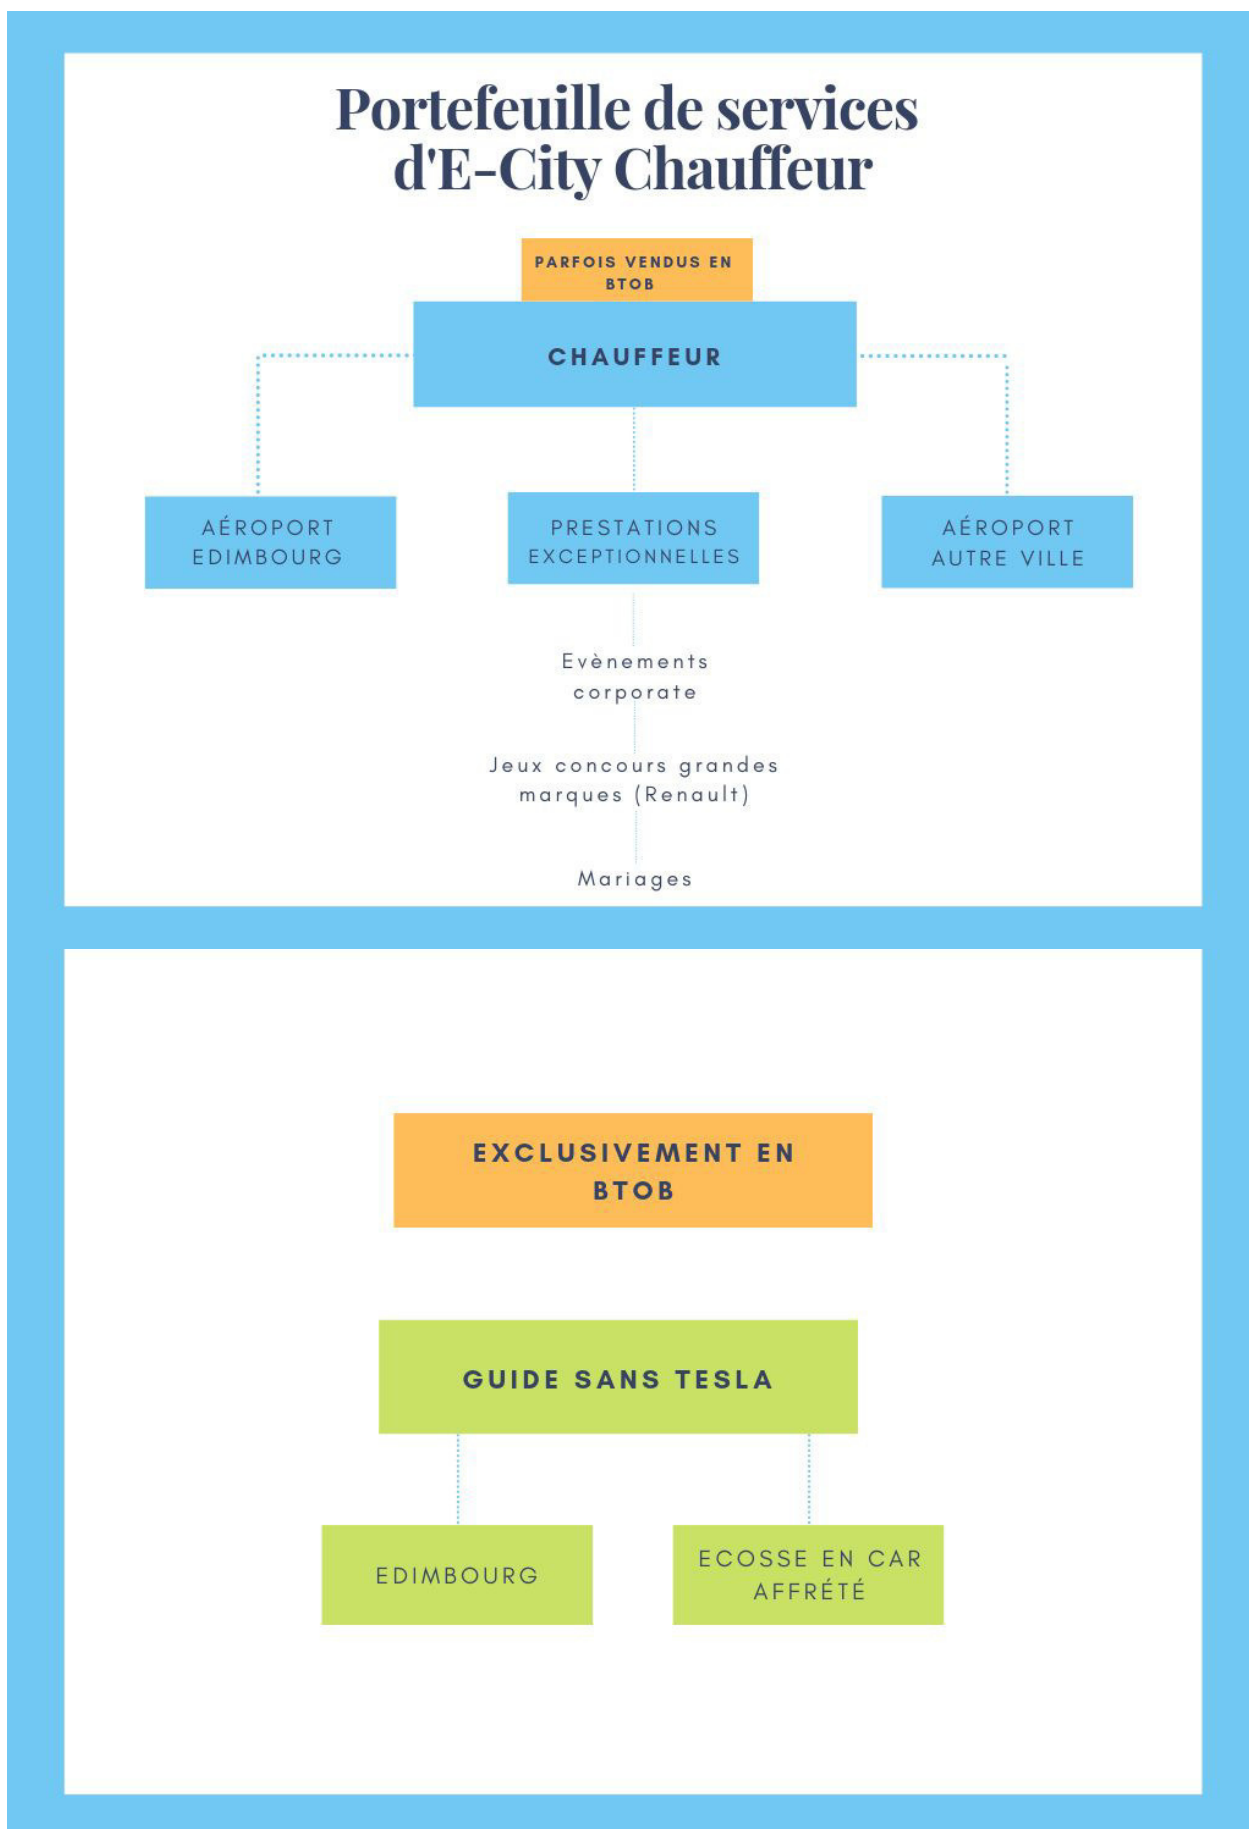 Portefeuille de services
d'E-City Chauffeur
PARFOIS VENDUS EN
BTOB
CHAUFFEUR
AÉROPORT
EDIMBOURG
PRESTATIONS
EXCEPTIONNELLES
AÉROPORT
AUTRE VILLE
Evènements
corporate
Jeux concours grandes
marques (Renault)
Mariages
EXCLUSIVEMENT EN
BTOB
GUIDE SANS TESLA
EDIMBOURG
ECOSSE EN CAR
AFFRÉTÉ